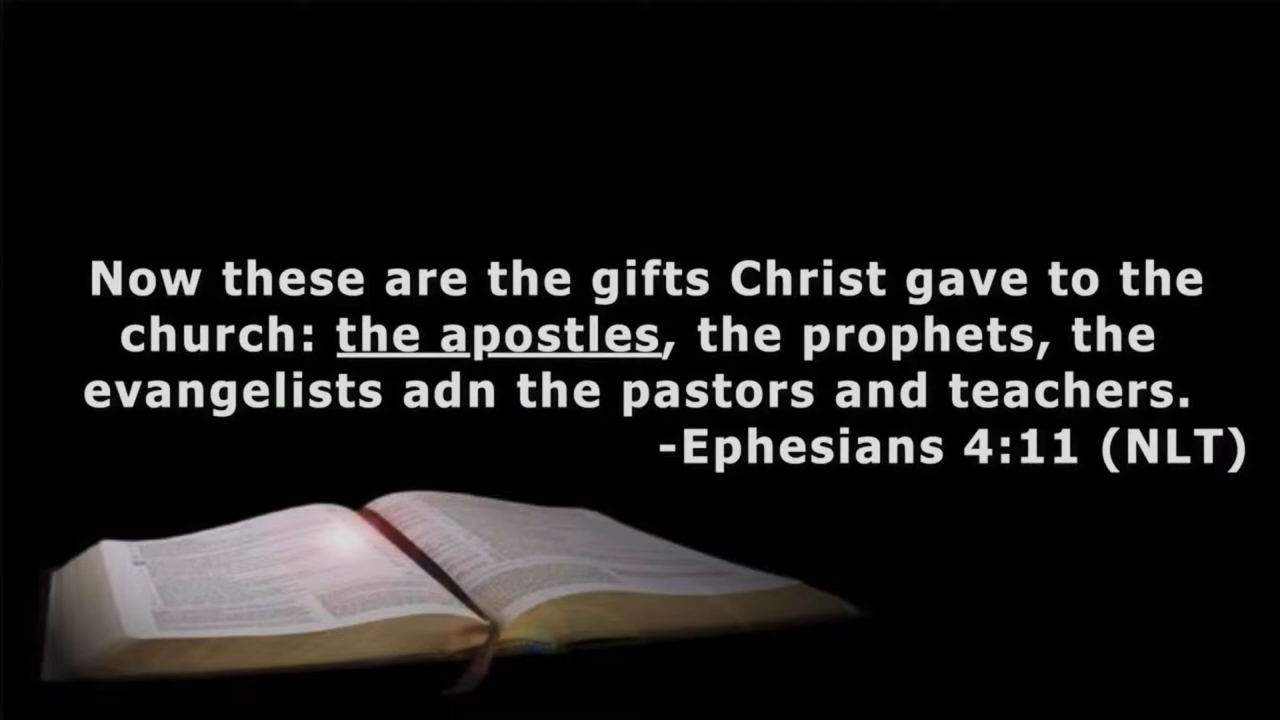 Now these are the gifts Christ gave to the
church: the apostles, the prophets, the
evangelists adn the pastors and teachers.
-Ephesians 4:11 (NLT)